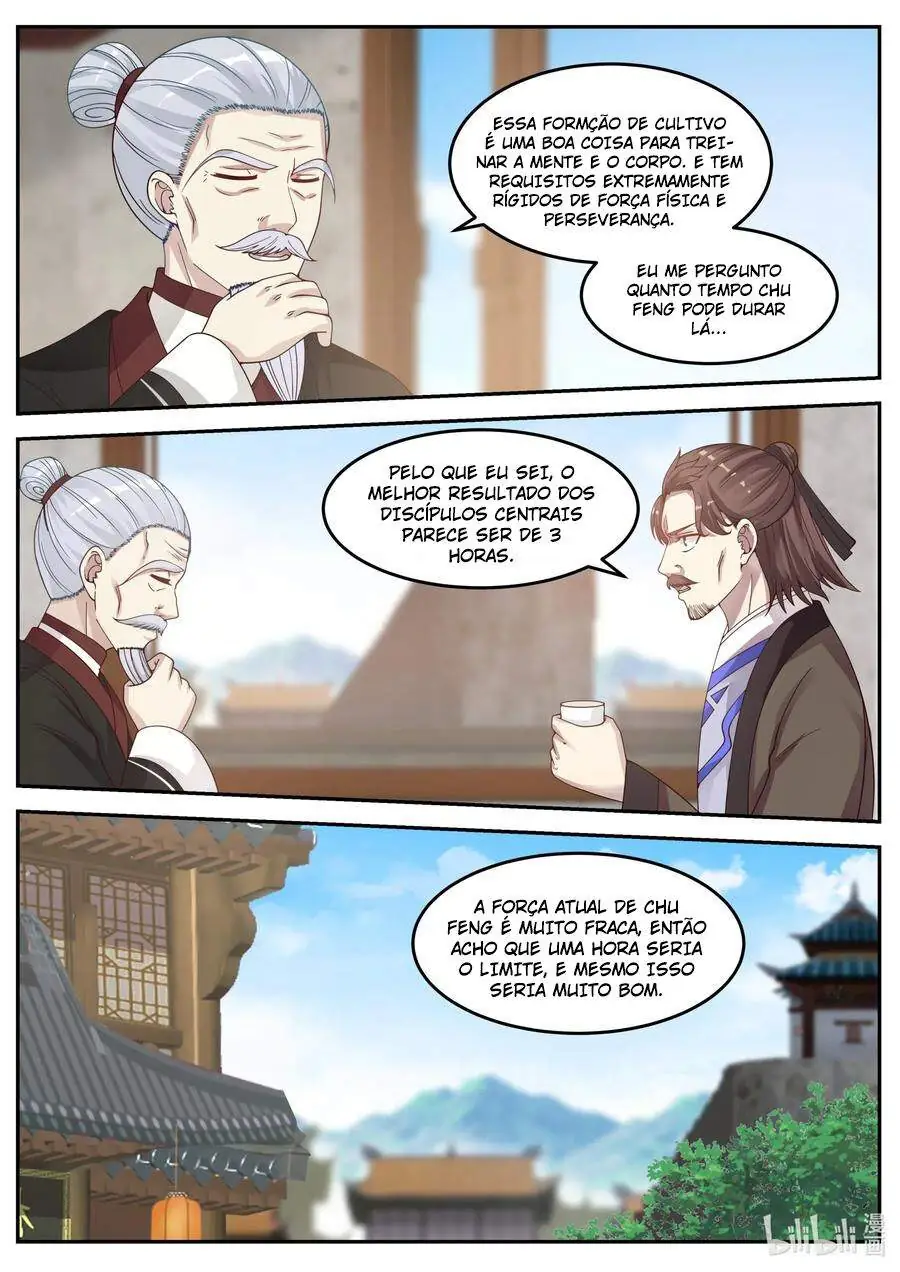 ESSA FORMÇÃO DE CULTIVO
É UMA BOA COISA PARA TREI-
NAR A MENTE E O CORPO. E TEM
REQUISITOS EXTREMAMENTE
RÍGIDOS DE FORÇA FÍSICA E
PERSEVERANÇA.
EU ME PERGUNTO
QUANTO TEMPO CHU
FENG PODE DURAR
LÁ...
PELO QUE EU SEI, O
MELHOR RESULTADO DOS
DISCÍPULOS CENTRAIS
PARECE SER DE 3
HORAS.
A FORÇA ATUAL DE CHU
FENG É MUITO FRACA, ENTÃO
ACHO QUE UMA HORA SERIA
O LIMITE, E MESMO ISSO
SERIA MUITO BOM.
bilibili 漫画